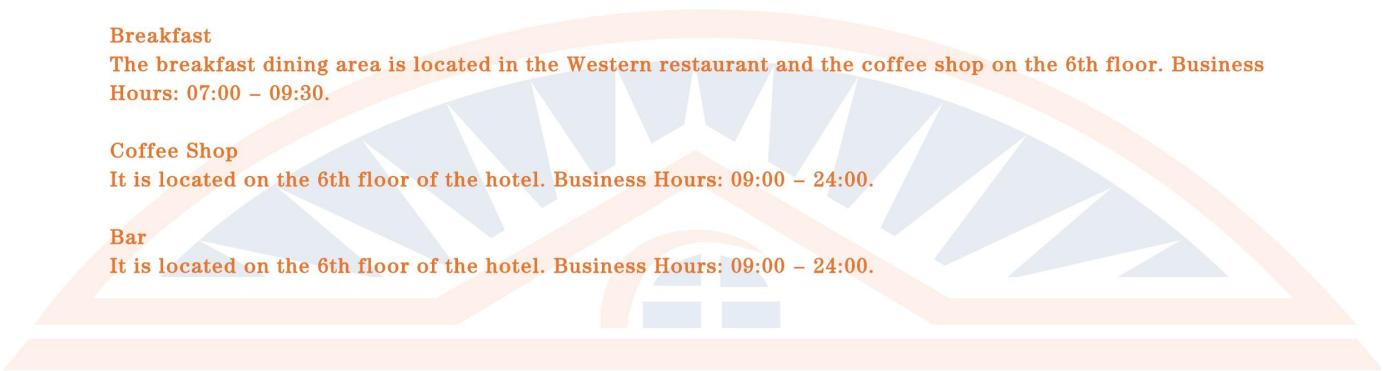 Breakfast
The breakfast dining area is located in the Western restaurant and the coffee shop on the 6th floor. Business
Hours: 07:00 – 09:30.
Coffee Shop
It is located on the 6th floor of the hotel. Business Hours: 09:00 – 24:00.
Bar
It is located on the 6th floor of the hotel. Business Hours: 09:00 – 24:00.